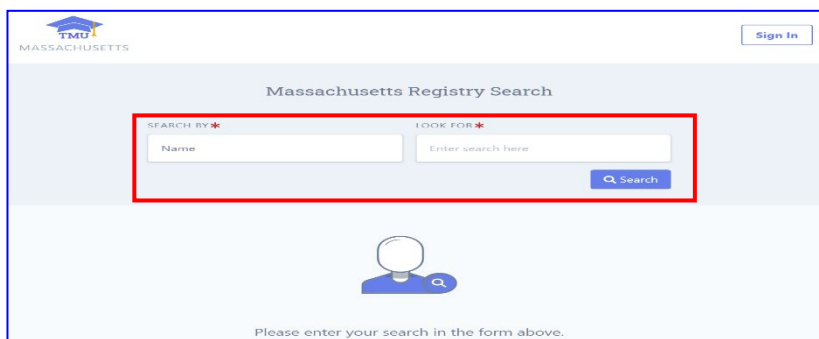 TMU
MASSACHUSETTS
Sign In
Massachusetts Registry Search
SEARCH BY*
LOOK FOR*
Name
Enter search here
Search
Please enter your search in the form above.